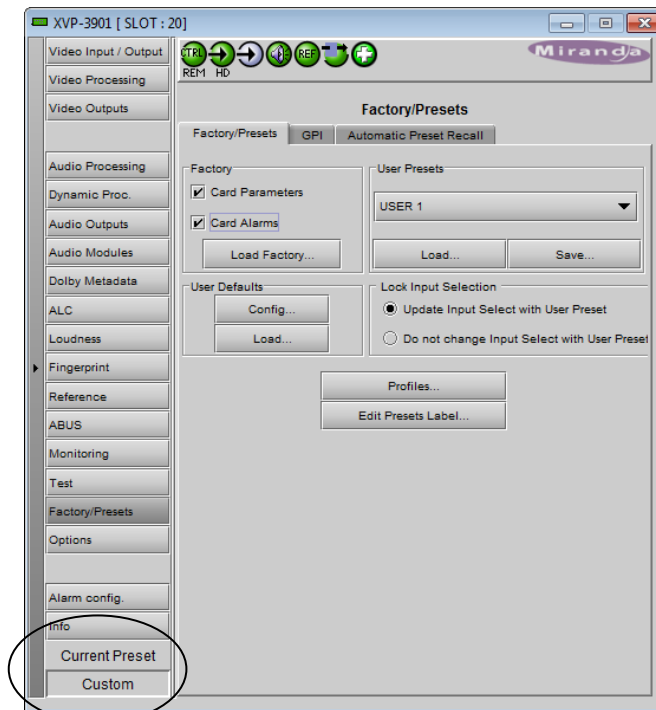 XVP-3901 [ SLOT : 20]
Video Input / Output
Video Processing
Video Outputs
Audio Processing
Dynamic Proc.
Audio Outputs
Audio Modules
Dolby Metadata
ALC
Loudness
Fingerprint
Reference
ABUS
Monitoring
Test
Factory/Presets
Options
Alarm config.
Info
Current Preset
Custom
CTRL
REF
REM HD
Miranda
Factory/Presets
Factory/Presets GPI Automatic Preset Recall
Factory
Card Parameters
Card Alarms
Load Factory...
User Presets
USER 1
Load... Save...
User Defaults
Config...
Load...
Lock Input Selection
Update Input Select with User Preset
Do not change Input Select with User Preset
Profiles...
Edit Presets Label...